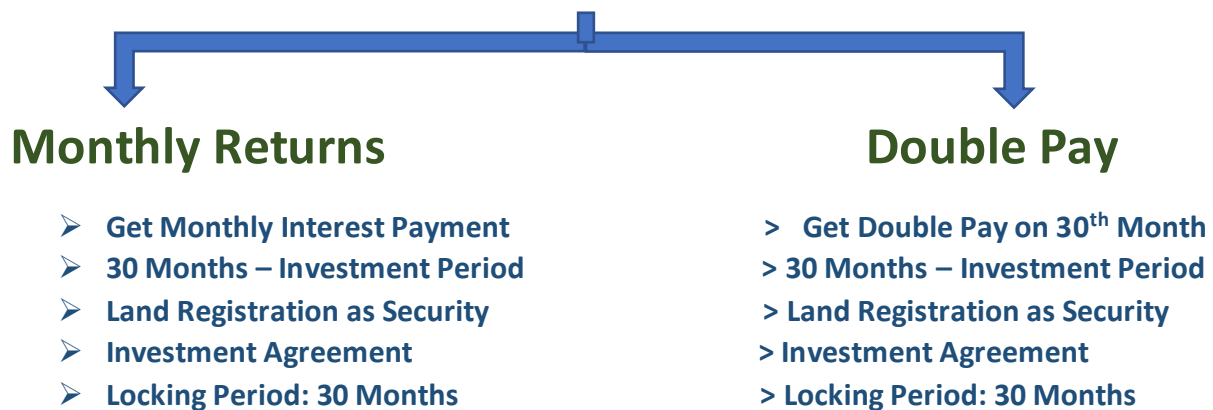 Monthly Returns
➢ Get Monthly Interest Payment
➢ 30 Months – Investment Period
➢ Land Registration as Security
➢ Investment Agreement
➢ Locking Period: 30 Months
Double Pay
> Get Double Pay on 30th Month
> 30 Months – Investment Period
> Land Registration as Security
> Investment Agreement
> Locking Period: 30 Months